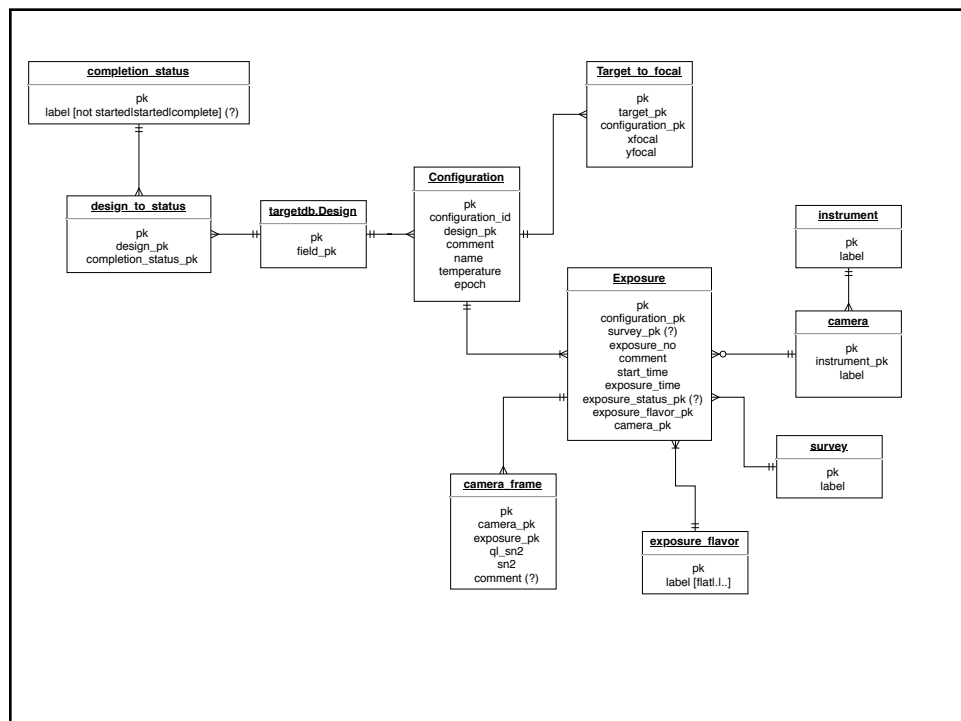 completion_status
pk
label [not started|started|complete] (?)
Target_to_focal
pk
target_pk
configuration_pk
xfocal
yfocal
Configuration
pk
configuration_id
design_pk
comment
name
temperature
epoch
design_to_status
pk
design_pk
completion_status_pk
targetdb.Design
pk
field_pk
instrument
pk
label
Exposure
pk
configuration_pk
survey_pk (?)
exposure_no
comment
start_time
exposure_time
exposure_status_pk (?)
exposure_flavor_pk
camera_pk
camera
pk
instrument_pk
label
survey
pk
label
camera_frame
pk
camera_pk
exposure_pk
ql_sn2
sn2
comment (?)
exposure_flavor
pk
label [flat|.|..]